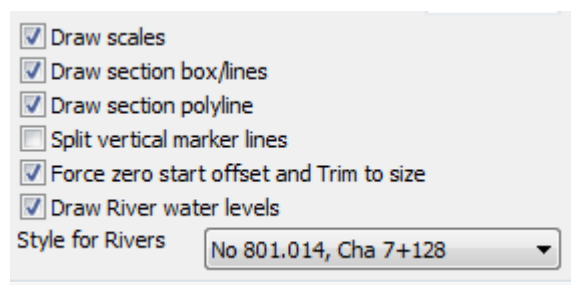 Draw scales
Draw section box/lines
Draw section polyline
Split vertical marker lines
Force zero start offset and Trim to size
Draw River water levels
Style for Rivers No 801.014, Cha 7+128